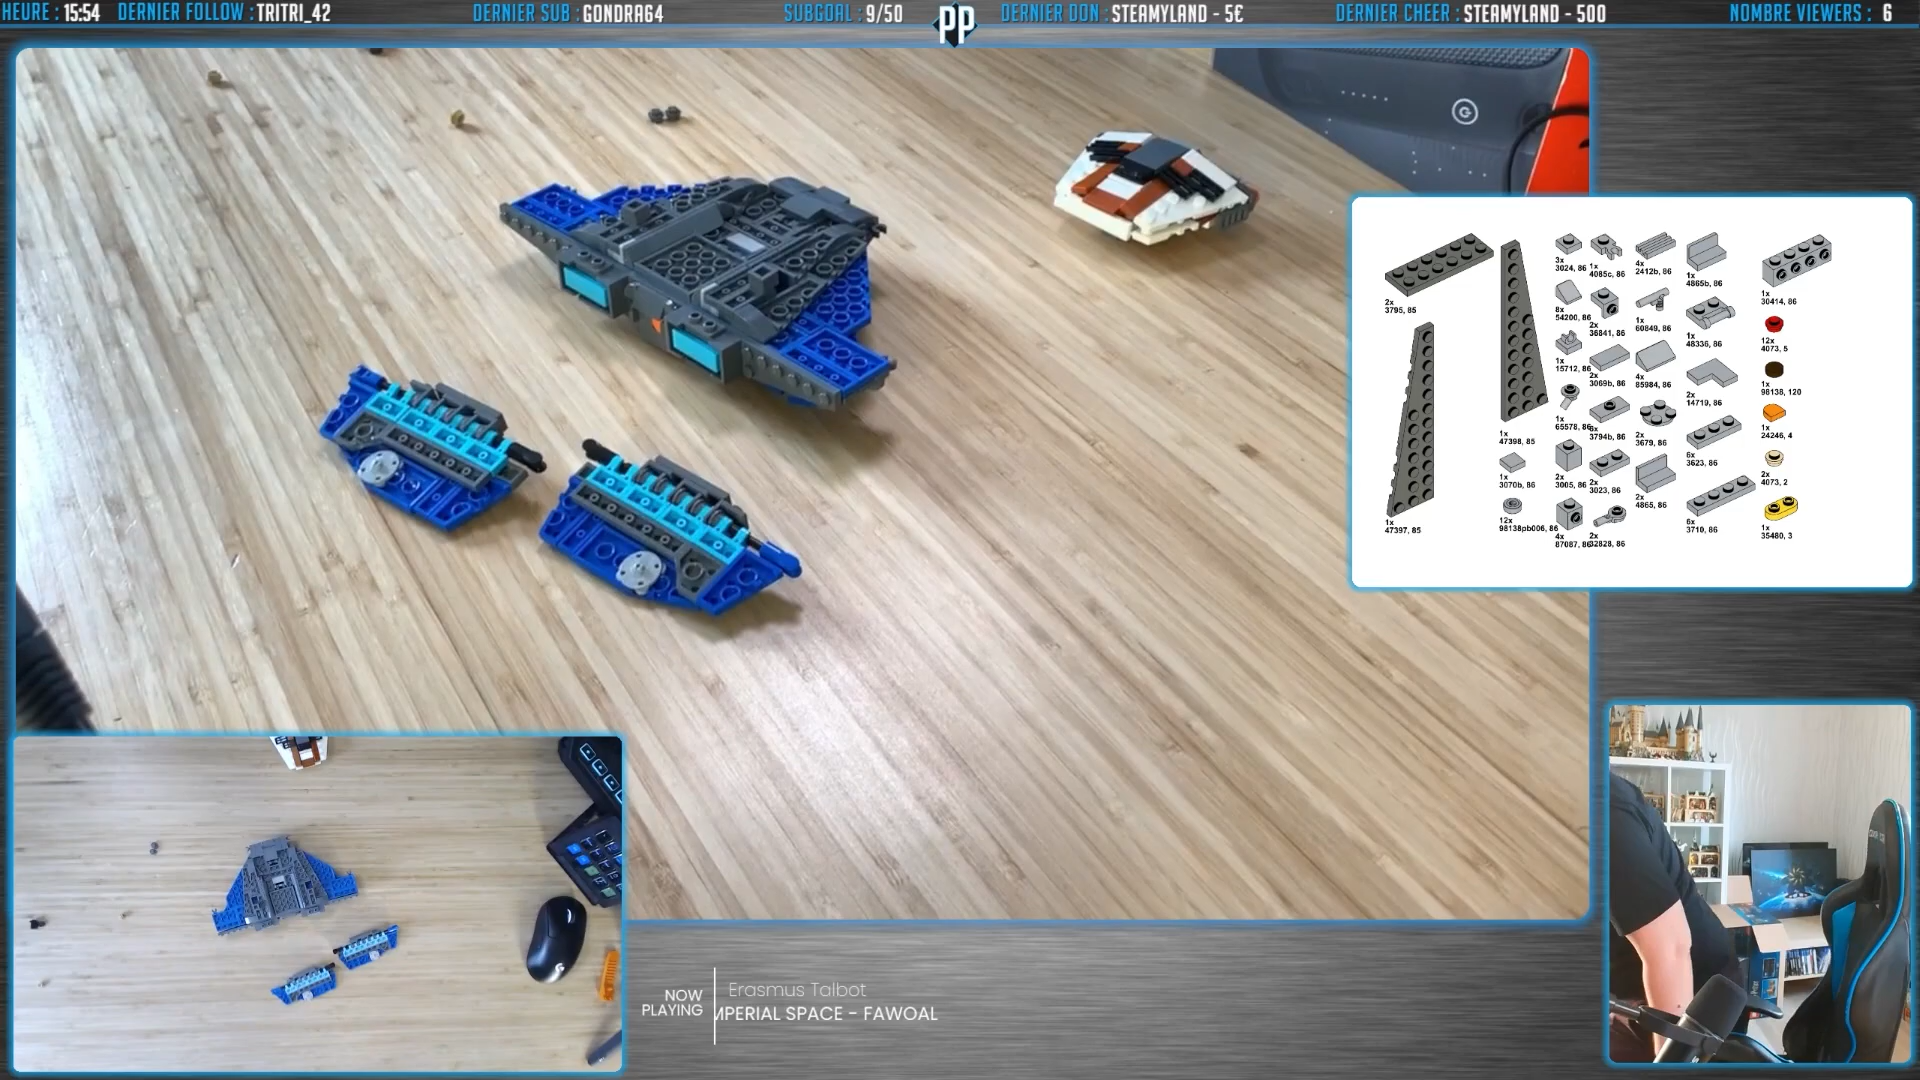 HEURE : 15:54 DERNIER FOLLOW : TRITRI_42 DERNIER SUB : GONDRA64 SUBGOAL : 9/50 PP DERNIER DON : STEAMYLAND - 5€ DERNIER CHEER : STEAMYLAND - 500 NOMBRE VIEWERS : 6
2x
3795, 85
1x
47397, 85
1x
47398, 85
1x
3070b, 86
12x
98138pb006, 86
3x
3024, 86
8x
54200, 86
1x
15712, 86
1x
65578, 86
2x
3005, 86
4x
87087, 86
1x
4085c, 86
2x
36841, 86
2x
3069b, 86
3794b, 86
2x
3023, 86
2x
32828, 86
4x
2412b, 86
1x
60849, 86
4x
85984, 86
2x
3679, 86
2x
4865, 86
1x
4865b, 86
1x
48336, 86
2x
14719, 86
6x
3623, 86
6x
3710, 86
1x
30414, 86
12x
4073, 5
1x
98138, 120
1x
24246, 4
2x
4073, 2
1x
35480, 3
NOW
PLAYING
Erasmus Talbot
MPERIAL SPACE - FAWOAL